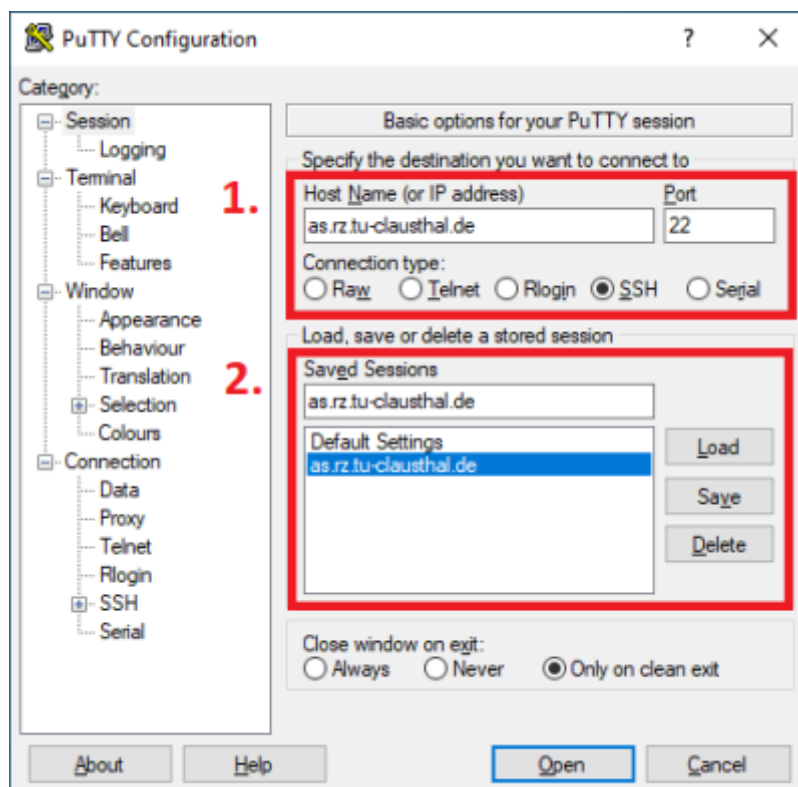 PuTTY Configuration
? 
Category:
Session
Logging
Terminal
Keyboard
Bell
Features
Window
Appearance
Behaviour
Translation
Selection
Colours
Connection
Data
Proxy
Telnet
Rlogin
SSH
Serial
Basic options for your PuTTY session
Specify the destination you want to connect to
1.
Host Name (or IP address) Port
as.rz.tu-clausthal.de 22
Connection type:
Raw Telnet Rlogin SSH Serial
Load, save or delete a stored session
2.
Saved Sessions
as.rz.tu-clausthal.de
Default Settings
as.rz.tu-clausthal.de
Load
Save
Delete
Close window on exit:
Always Never Only on clean exit
About Help Open Cancel